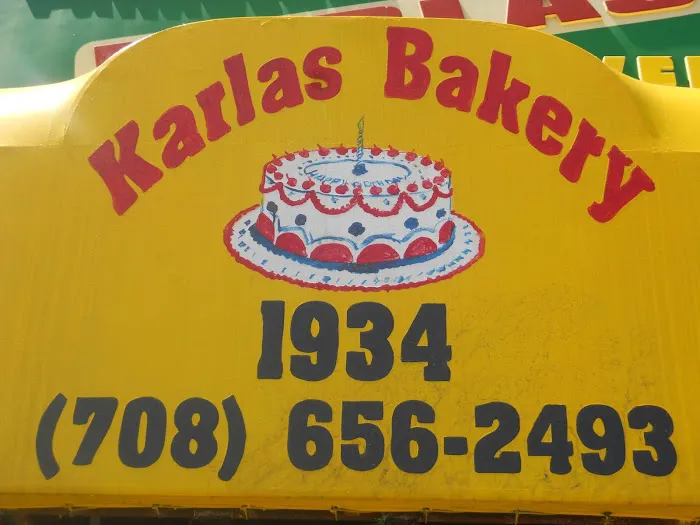 Karlas Bakery
1934
(708) 656-2493